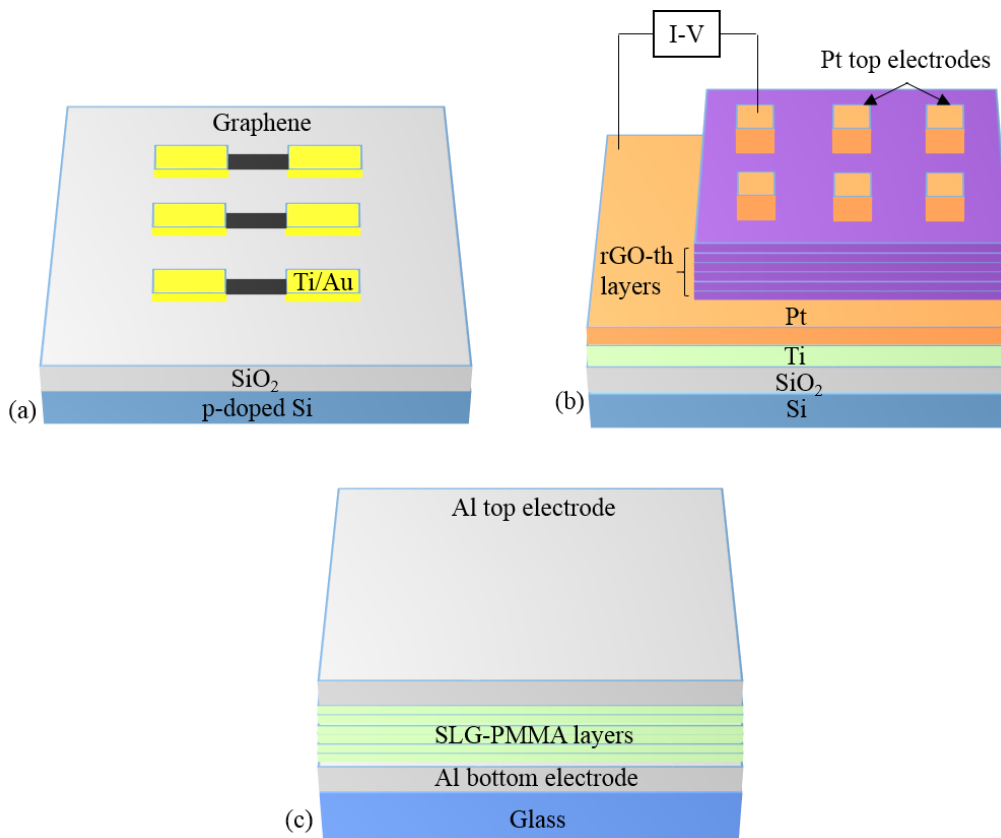 Graphene
Ti/Au
SiO₂
p-doped Si
(a)
I-V
Pt top electrodes
rGO-th
layers
Pt
Ti
SiO₂
Si
(b)
Al top electrode
SLG-PMMA layers
Al bottom electrode
Glass
(c)